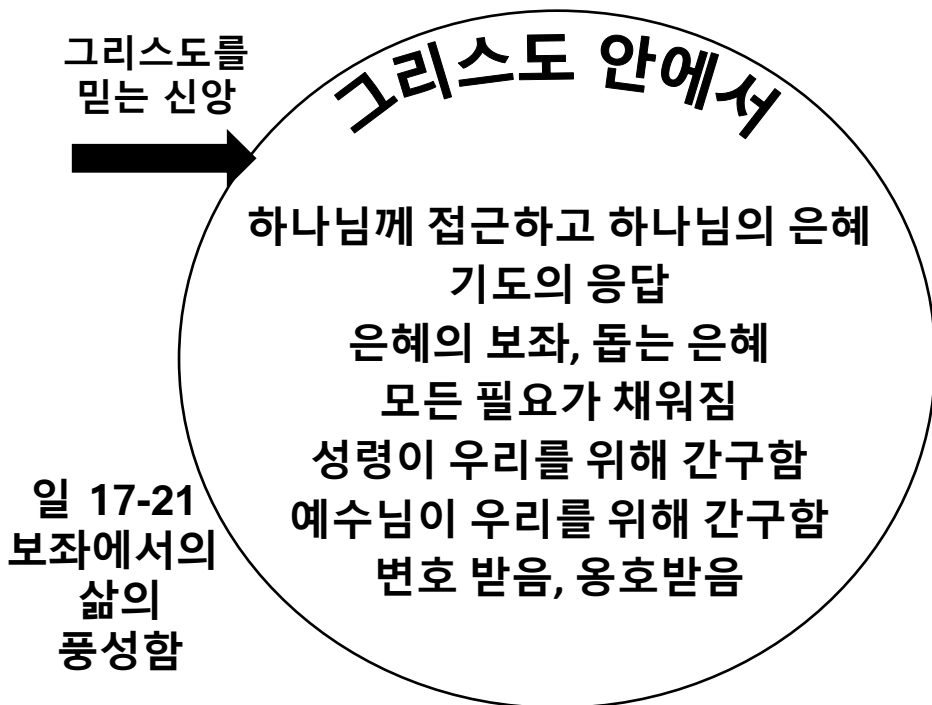 그리스도를
믿는 신앙
그리스도 안에서
하나님께 접근하고 하나님의 은혜
기도의 응답
은혜의 보좌, 돕는 은혜
모든 필요가 채워짐
성령이 우리를 위해 간구함
예수님이 우리를 위해 간구함
변호 받음, 옹호받음
일 17-21
보좌에서의
삶의
풍성함